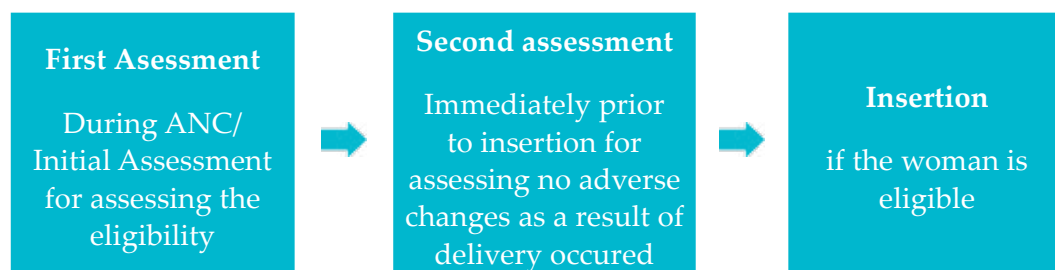 First Asessment
During ANC/
Initial Assessment
for assessing the
eligibility
Second assessment
Immediately prior
to insertion for
assessing no adverse
changes as a result of
delivery occured
Insertion
if the woman is
eligible